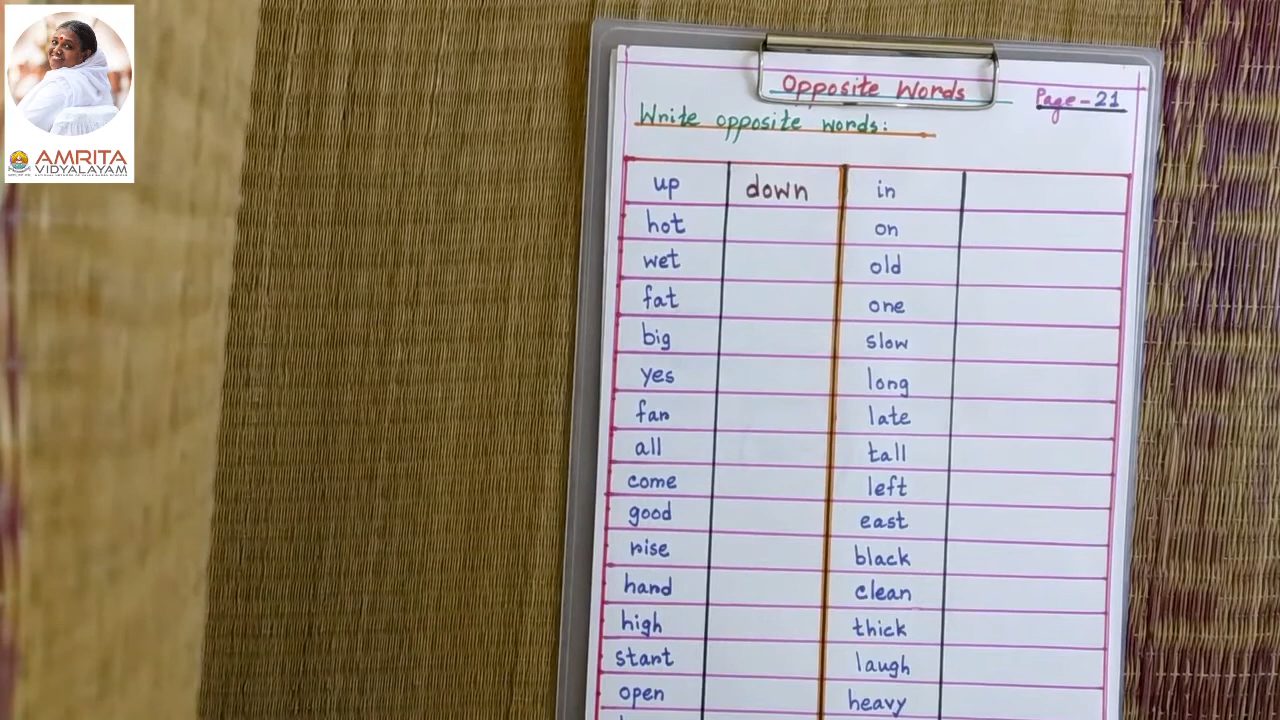 AMRITA
VIDYALAYAM
Opposite Words
Page-21
Write opposite words:
up down in
hot on
wet old
fat one
big slow
yes long
far late
all tall
come left
good east
rise black
hard clean
high thick
start laugh
open heavy